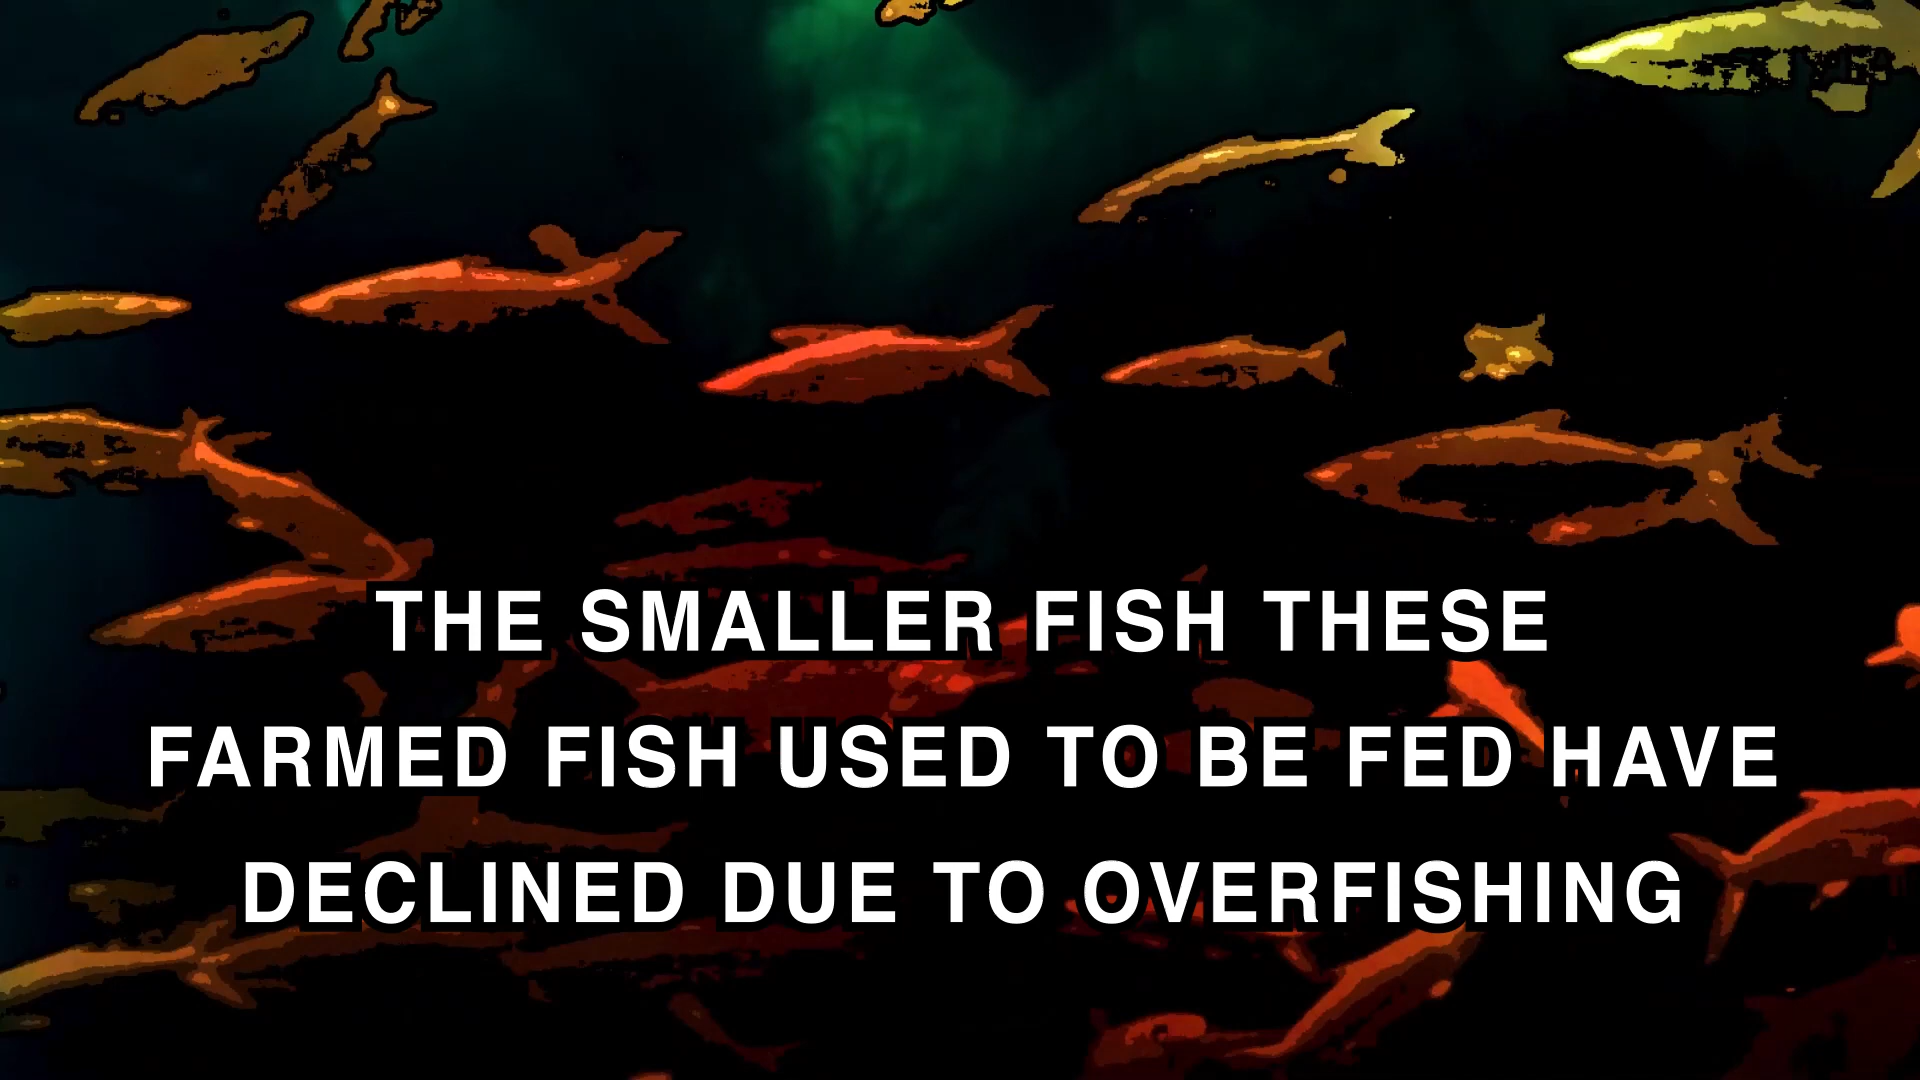 THE SMALLER FISH THESE
FARMED FISH USED TO BE FED HAVE
DECLINED DUE TO OVERFISHING